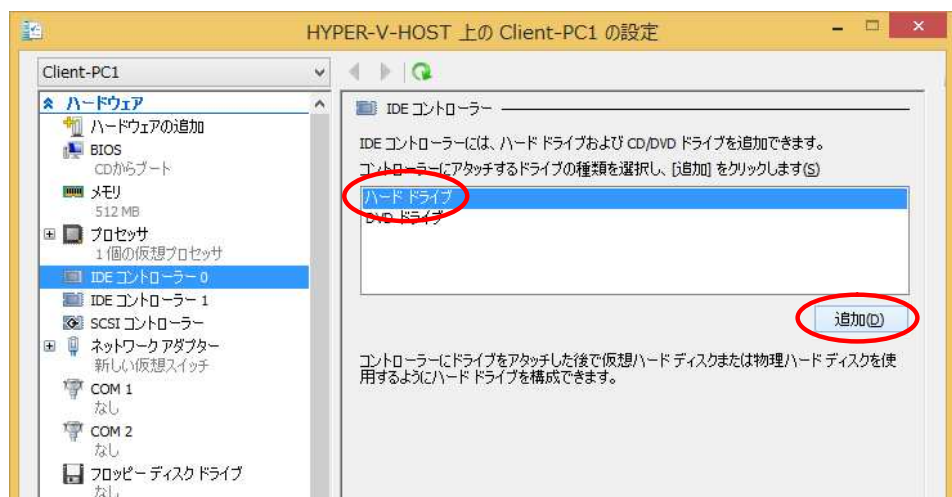 HYPER-V-HOST 上の Client-PC1 の設定
Client-PC1
ハードウェア
ハードウェアの追加
BIOS
CDからブート
メモリ
512 MB
プロセッサ
1 個の仮想プロセッサ
IDE コントローラー 0
IDE コントローラー 1
SCSI コントローラー
ネットワーク アダプター
新しい仮想スイッチ
COM 1
なし
COM 2
なし
フロッピー ディスク ドライブ
なし
IDE コントローラー
IDE コントローラーには、ハード ドライブおよび CD/DVD ドライブを追加できます。
コントローラーにアタッチするドライブの種類を選択し、[追加] をクリックします(S)
ハード ドライブ
DVD ドライブ
追加(D)
コントローラーにドライブをアタッチした後で仮想ハード ディスクまたは物理ハード ディスクを使
用するようにハード ドライブを構成できます。